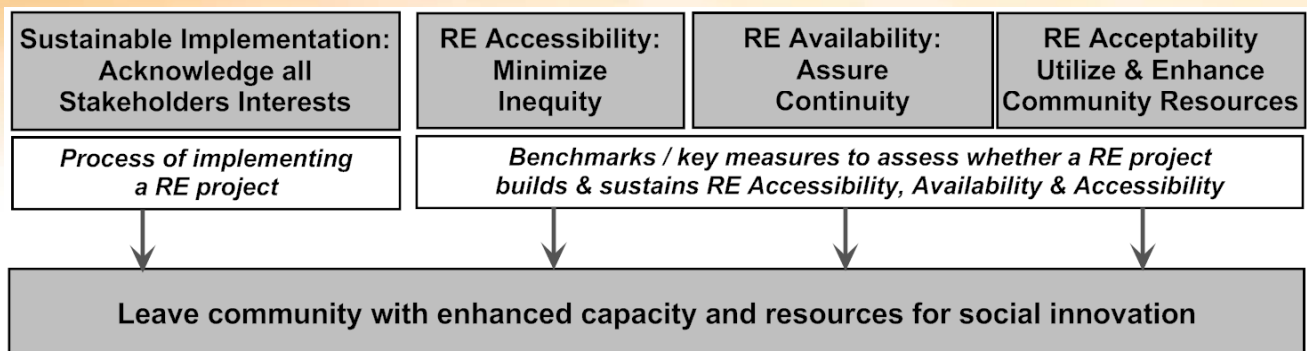 Sustainable Implementation:
Acknowledge all
Stakeholders Interests
RE Accessibility:
Minimize
Inequity
RE Availability:
Assure
Continuity
RE Acceptability
Utilize & Enhance
Community Resources
Process of implementing
a RE project
Benchmarks / key measures to assess whether a RE project
builds & sustains RE Accessibility, Availability & Accessibility
Leave community with enhanced capacity and resources for social innovation